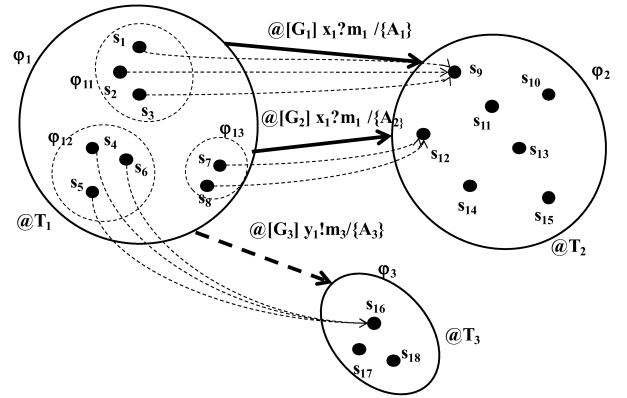 @[G₁] x₁?m₁ /{A₁}
φ₁
s₁
φ₁₁
s₂
s₃
s₉
φ₂
s₁₀
s₁₁
@[G₂] x₁?m₁ /{A₂}
φ₁₂
s₄
φ₁₃
s₇
s₁₂
s₁₃
s₆
s₅
s₈
s₁₄
s₁₅
@T₁
@[G₃] y₁!m₃/{A₃}
@T₂
φ₃
s₁₆
@T₃
s₁₇
s₁₈